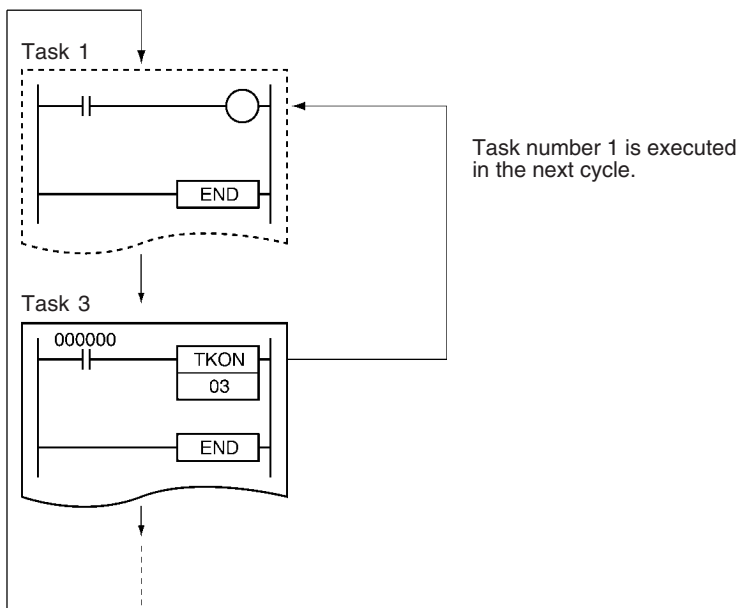 Task 1
END
Task number 1 is executed
in the next cycle.
Task 3
000000
TKON
03
END